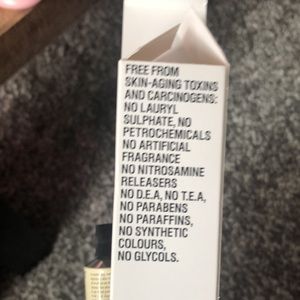 FREE FROM
SKIN-AGING TOXINS
AND CARCINOGENS:
NO LAURYL
SULPHATE, NO
PETROCHEMICALS
NO ARTIFICIAL
FRAGRANCE
NO NITROSAMINE
RELEASERS
NO D.E.A, NO T.E.A,
NO PARABENS
NO PARAFFINS,
NO SYNTHETIC
COLOURS,
NO GLYCOLS.